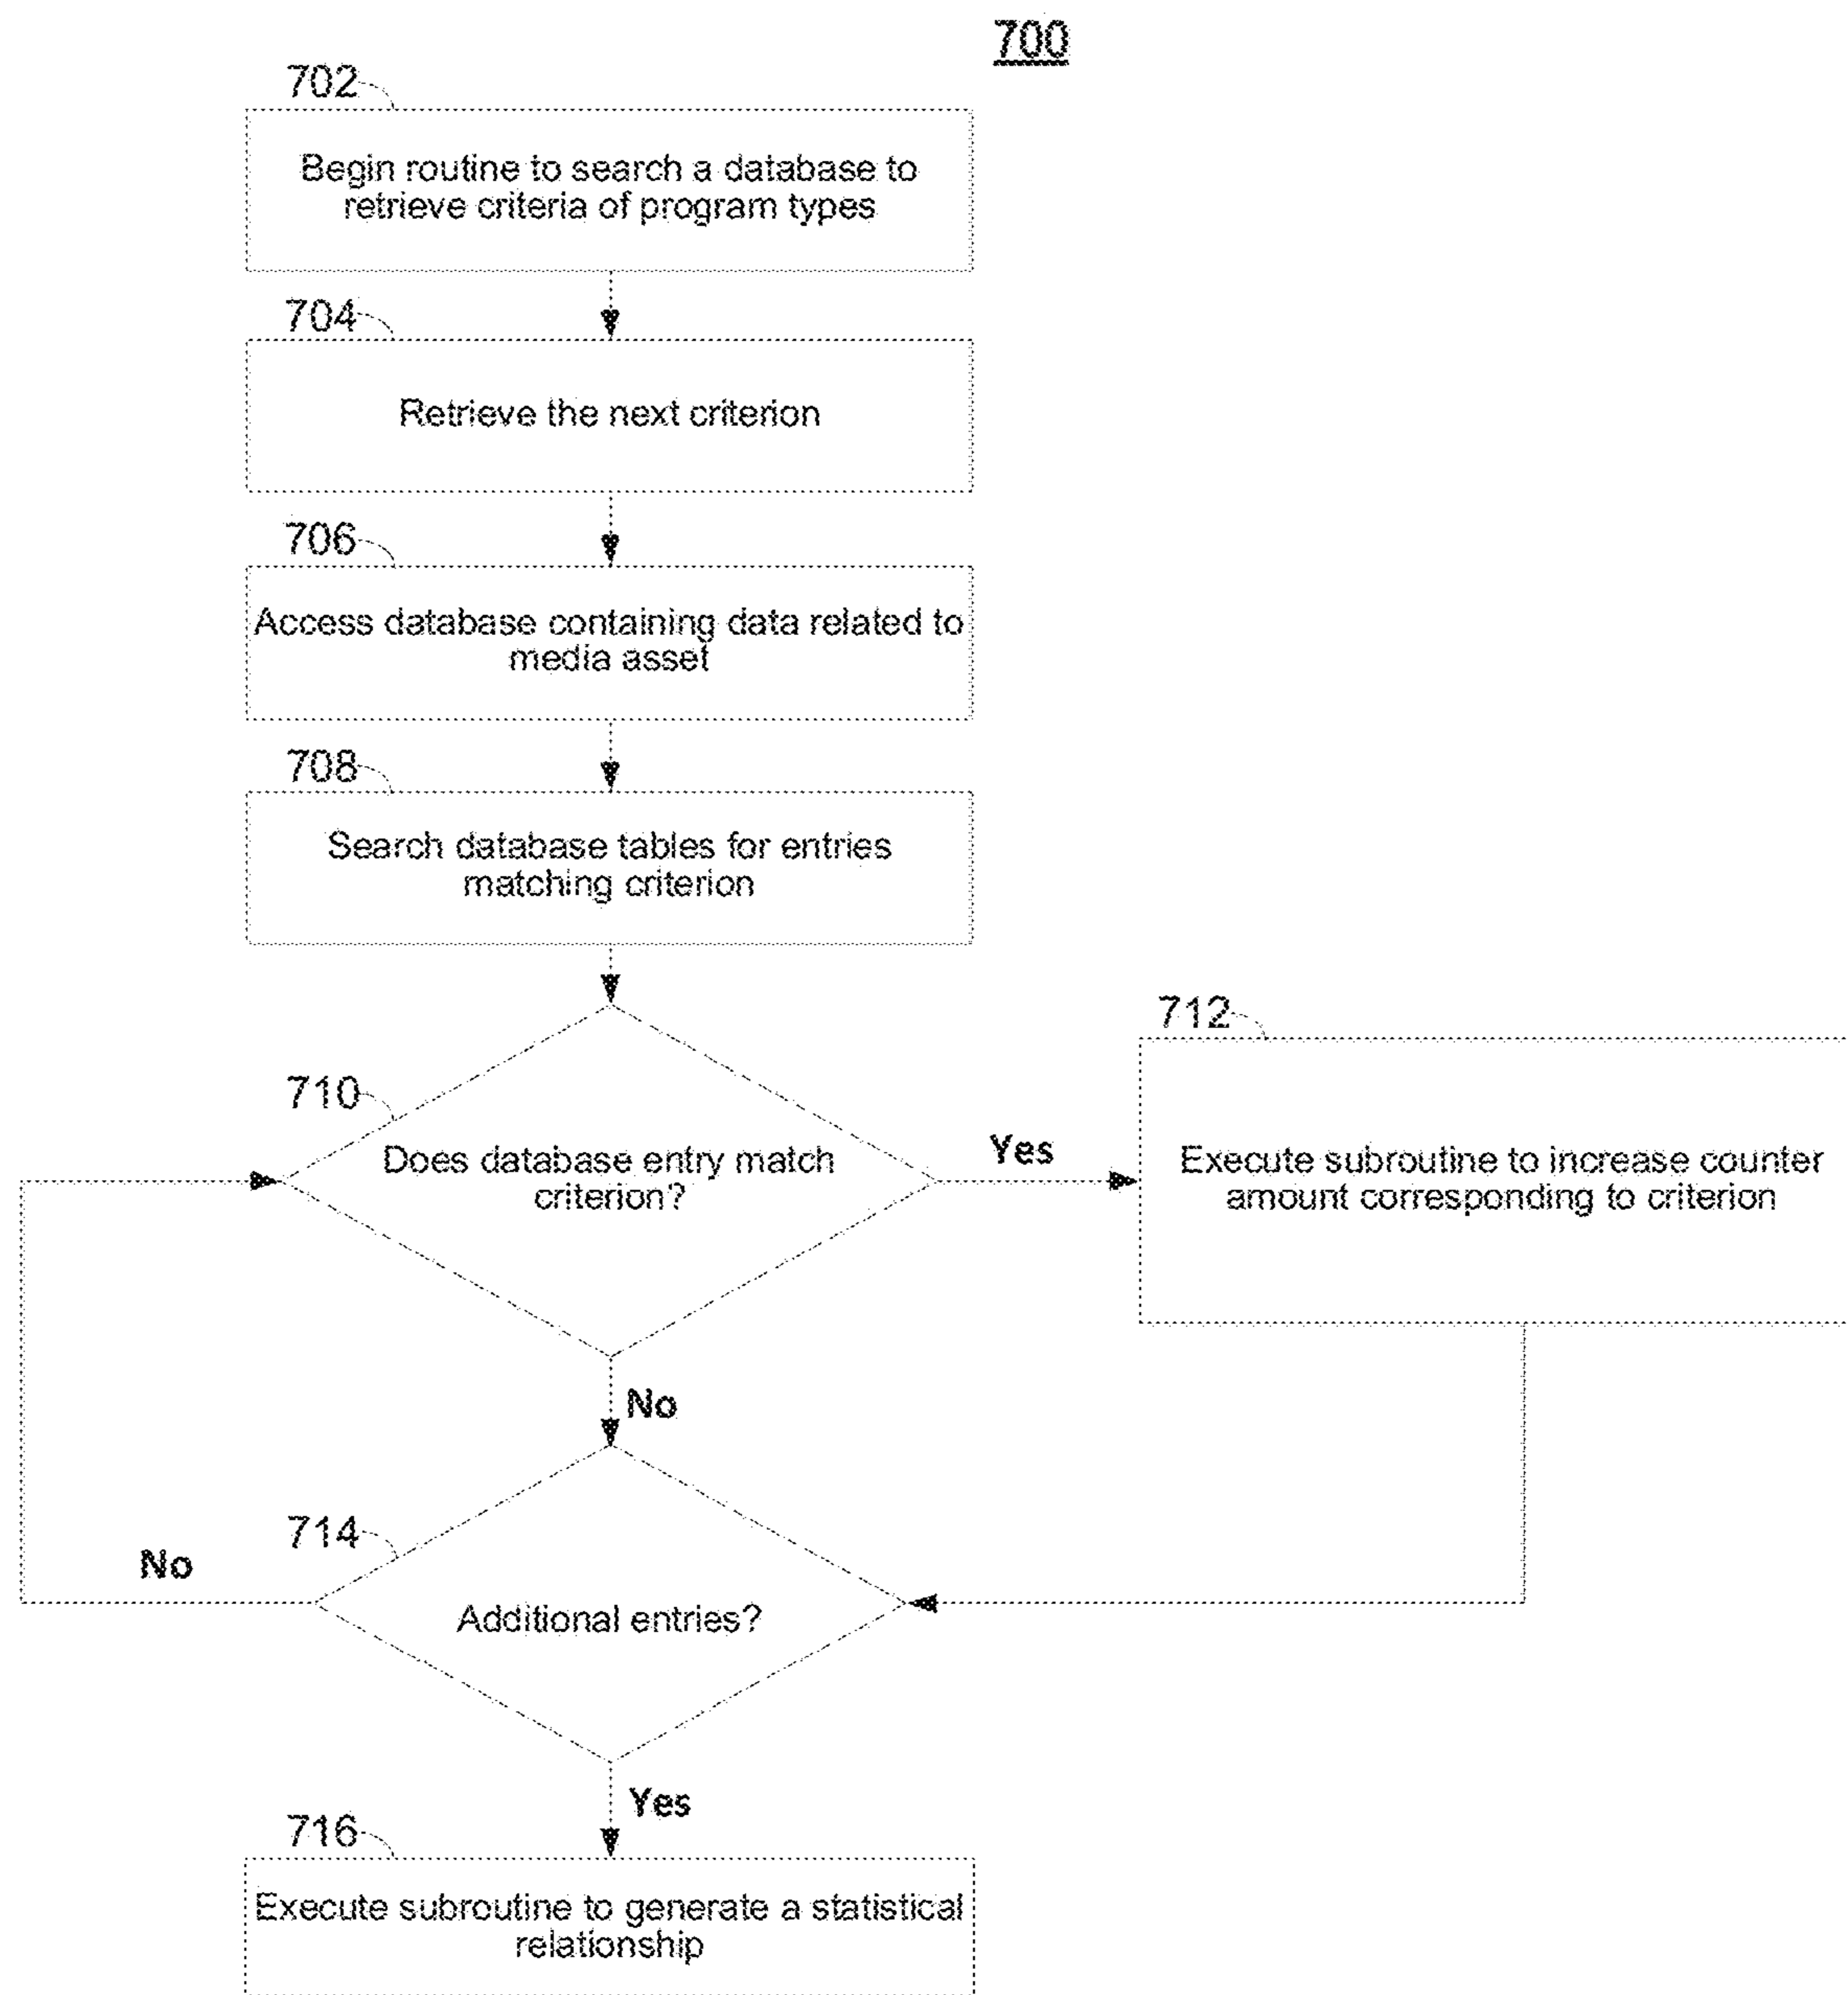 700
702
Begin routine to search a database to
retrieve criteria of program types
704
Retrieve the next criterion
706
Access database containing data related to
media asset
708
Search database tables for entries
matching criterion
710
Does database entry match
criterion?
Yes
712
Execute subroutine to increase counter
amount corresponding to criterion
No
714
No
Additional entries?
Yes
716
Execute subroutine to generate a statistical
relationship